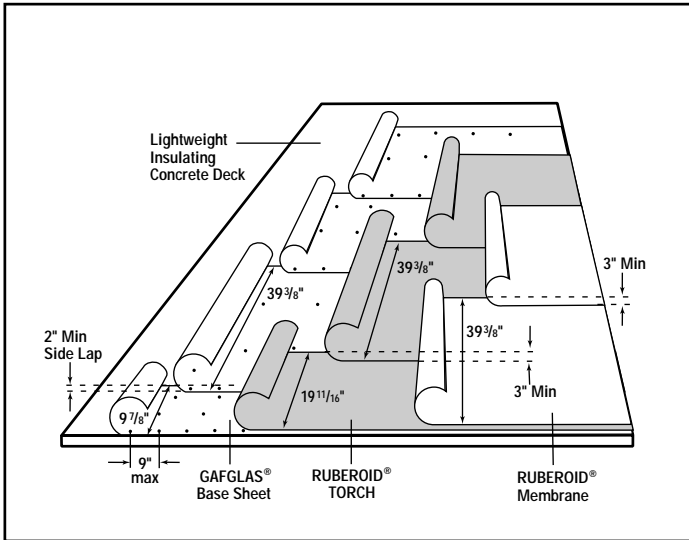 Lightweight
Insulating
Concrete Deck
3" Min
39 3/8"
39 3/8"
39 3/8"
2" Min
Side Lap
3" Min
19 11/16"
9 7/8"
9"
max
GAFGLAS®
Base Sheet
RUBEROID®
TORCH
RUBEROID®
Membrane